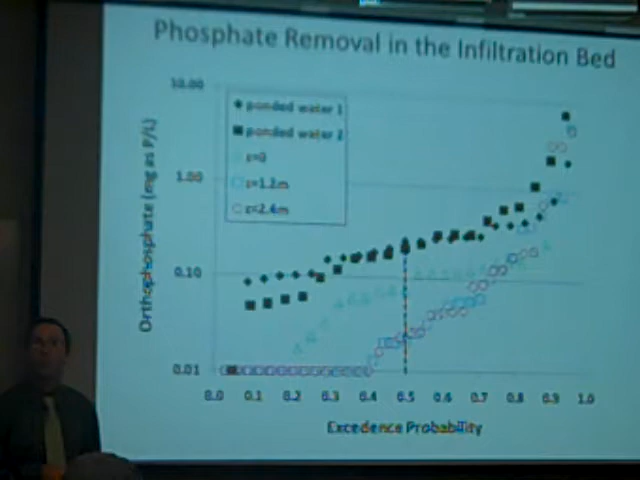 Phosphate Removal in the Infiltration Bed
10.00
1.00
0.10
0.01
Orthophosphate (mg as P/L)
ponded water 1
ponded water 2
z=0
z=1.2m
z=2.4m
0.0 0.1 0.2 0.3 0.4 0.5 0.6 0.7 0.8 0.9 1.0
Excedence Probability